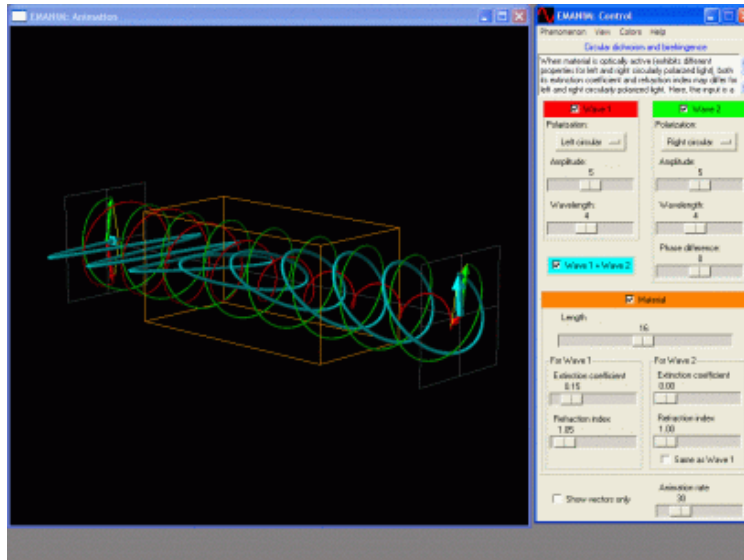 EMANIM: Animation
EMANIM: Control
Phenomenon View Colors Help
Circular dichroism and birefringence
When material is optically active (exhibits different
properties for left and right circularly polarized light), both
its extinction coefficient and refraction index may differ for
left and right circularly polarized light. Here, the input is a
Wave 1
Wave 2
Polarization:
Polarization:
Left circular
Right circular
Amplitude:
Amplitude:
5
5
Wavelength:
Wavelength:
4
4
Phase difference:
0
Wave 1 + Wave 2
Material
Length
16
For Wave 1
For Wave 2
Extinction coefficient
Extinction coefficient
0.15
0.00
Refraction index
Refraction index
1.05
1.00
Same as Wave 1
Show vectors only
Animation rate
30